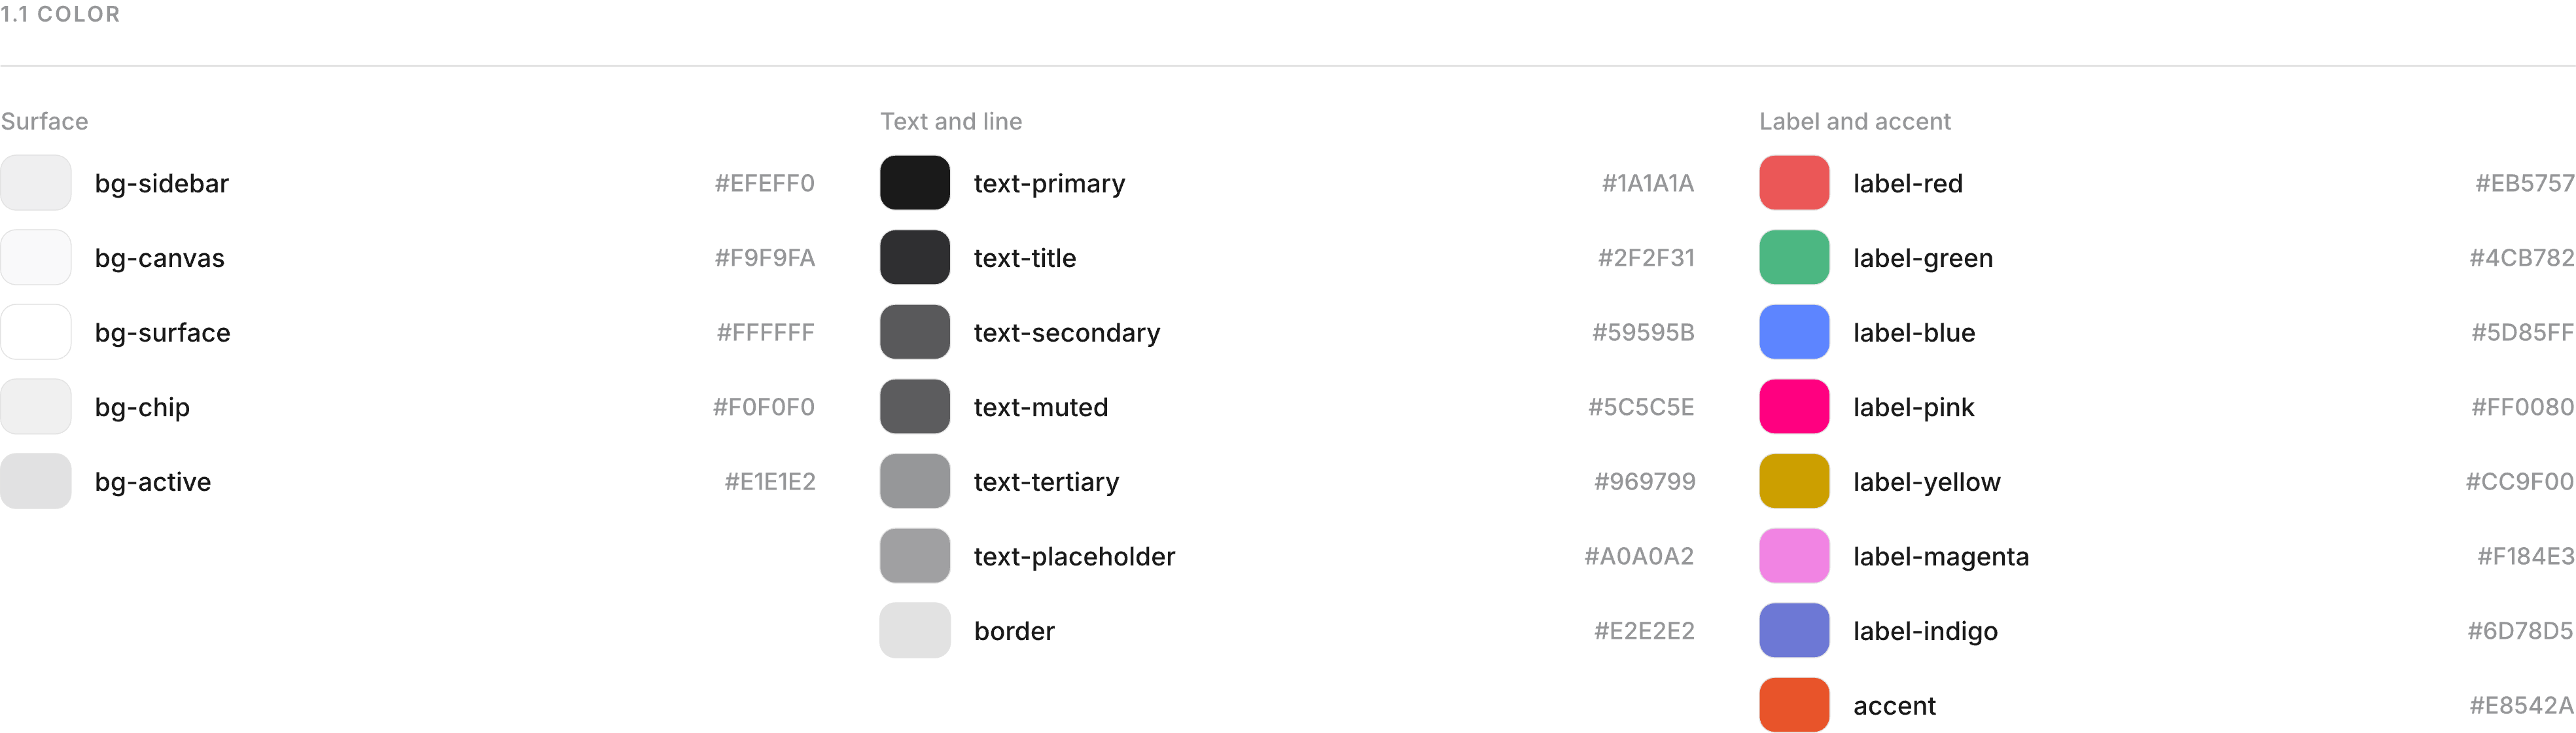 1.1 COLOR
Surface
bg-sidebar #EFEFF0
bg-canvas #F9F9FA
bg-surface #FFFFFF
bg-chip #F0F0F0
bg-active #E1E1E2
Text and line
text-primary #1A1A1A
text-title #2F2F31
text-secondary #59595B
text-muted #5C5C5E
text-tertiary #969799
text-placeholder #A0A0A2
border #E2E2E2
Label and accent
label-red #EB5757
label-green #4CB782
label-blue #5D85FF
label-pink #FF0080
label-yellow #CC9F00
label-magenta #F184E3
label-indigo #6D78D5
accent #E8542A